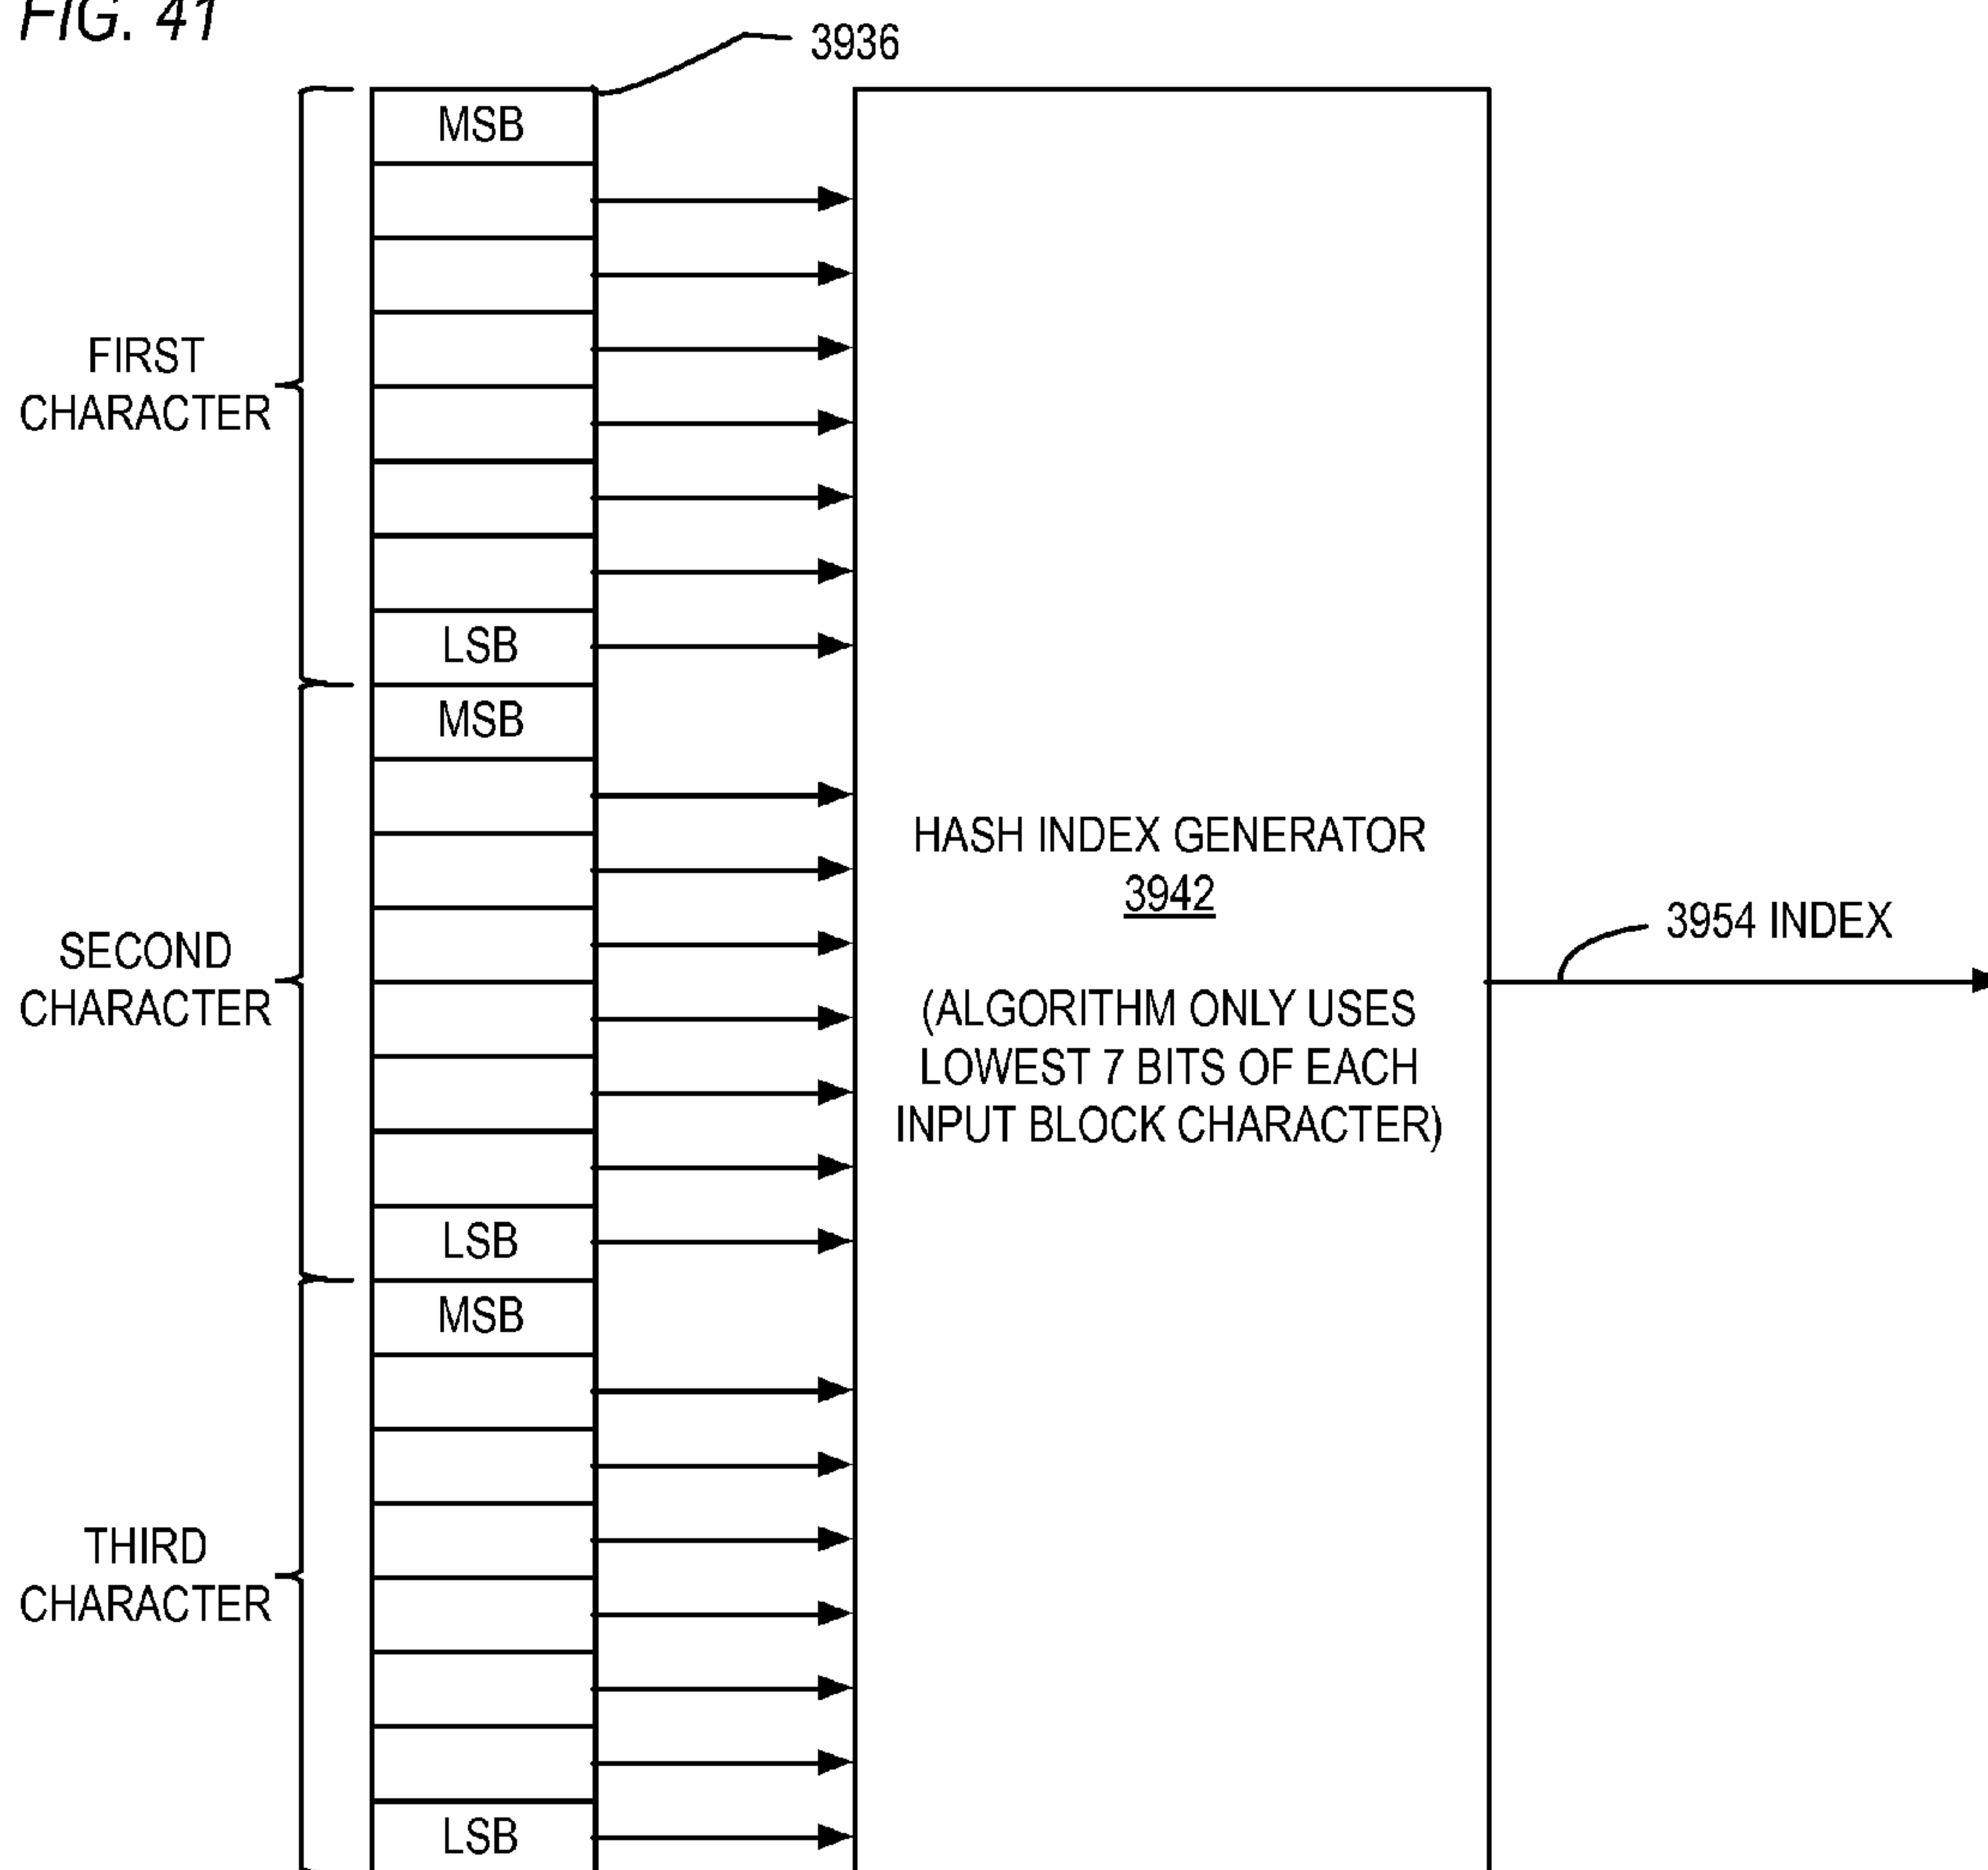 FIG. 41
3936
MSB
FIRST
CHARACTER
LSB
MSB
SECOND
CHARACTER
LSB
MSB
THIRD
CHARACTER
LSB
HASH INDEX GENERATOR
3942
(ALGORITHM ONLY USES
LOWEST 7 BITS OF EACH
INPUT BLOCK CHARACTER)
3954 INDEX